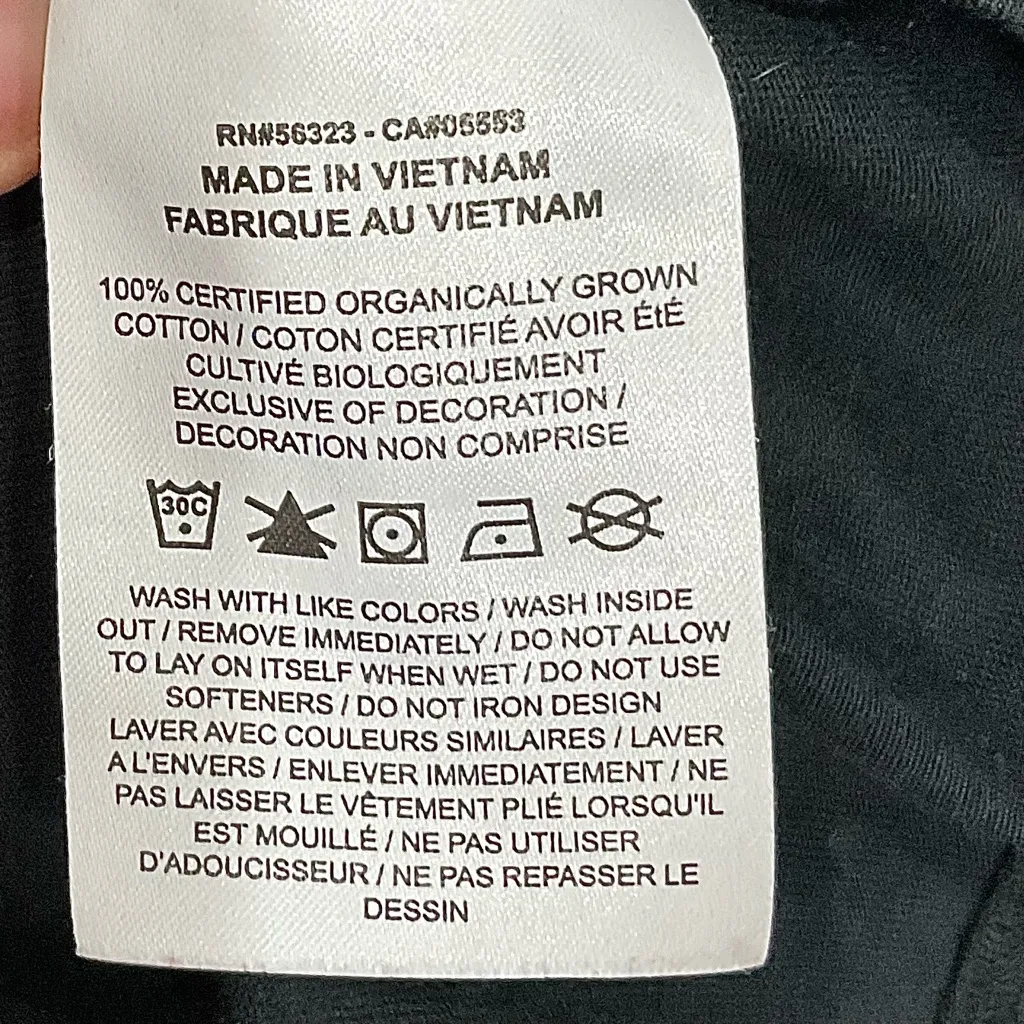 RN#56323 - CA#05553
MADE IN VIETNAM
FABRIQUE AU VIETNAM
100% CERTIFIED ORGANICALLY GROWN
COTTON / COTON CERTIFIÉ AVOIR ÉtÉ
CULTIVÉ BIOLOGIQUEMENT
EXCLUSIVE OF DECORATION /
DECORATION NON COMPRISE
30C
WASH WITH LIKE COLORS / WASH INSIDE
OUT / REMOVE IMMEDIATELY / DO NOT ALLOW
TO LAY ON ITSELF WHEN WET / DO NOT USE
SOFTENERS / DO NOT IRON DESIGN
LAVER AVEC COULEURS SIMILAIRES / LAVER
A L'ENVERS / ENLEVER IMMEDIATEMENT / NE
PAS LAISSER LE VÊTEMENT PLIÉ LORSQU'IL
EST MOUILLÉ / NE PAS UTILISER
D'ADOUCISSEUR / NE PAS REPASSER LE
DESSIN